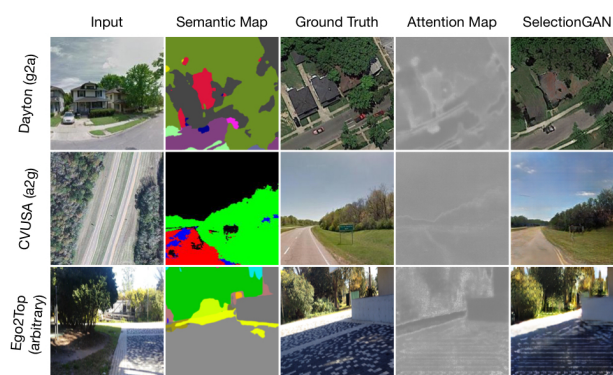 Input Semantic Map Ground Truth Attention Map SelectionGAN
Dayton (g2a)
CVUSA (a2g)
Ego2Top
(arbitrary)